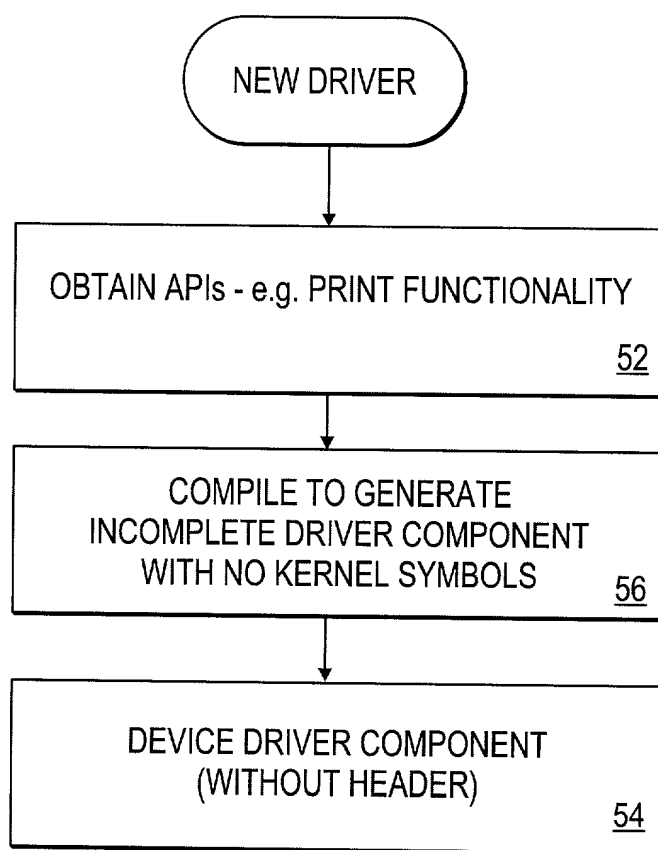 NEW DRIVER
OBTAIN APIs - e.g. PRINT FUNCTIONALITY
52
COMPILE TO GENERATE
INCOMPLETE DRIVER COMPONENT
WITH NO KERNEL SYMBOLS
56
DEVICE DRIVER COMPONENT
(WITHOUT HEADER)
54